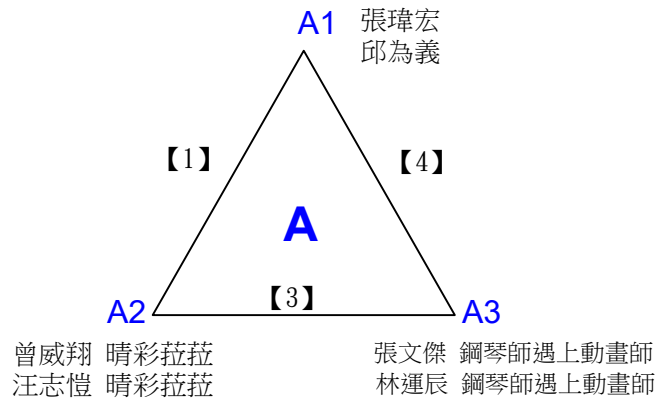 A1 張瑋宏
邱為義
【1】
【4】
A
【3】
A2
A3
曾威翔 晴彩菈菈
汪志愷 晴彩菈菈
張文傑 鋼琴師遇上動畫師
林運辰 鋼琴師遇上動畫師